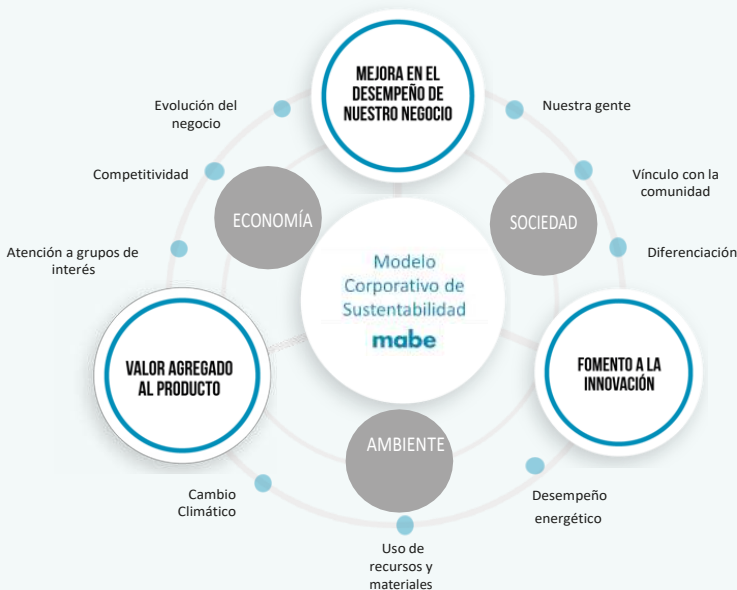 MEJORA EN EL
DESEMPEÑO DE
NUESTRO NEGOCIO
Evolución del
negocio
Nuestra gente
Competitividad
Vínculo con la
comunidad
ECONOMÍA
SOCIEDAD
Atención a grupos de
interés
Diferenciación
Modelo
Corporativo de
Sustentabilidad
mabe
VALOR AGREGADO
AL PRODUCTO
FOMENTO A LA
INNOVACIÓN
AMBIENTE
Cambio
Climático
Desempeño
energético
Uso de
recursos y
materiales